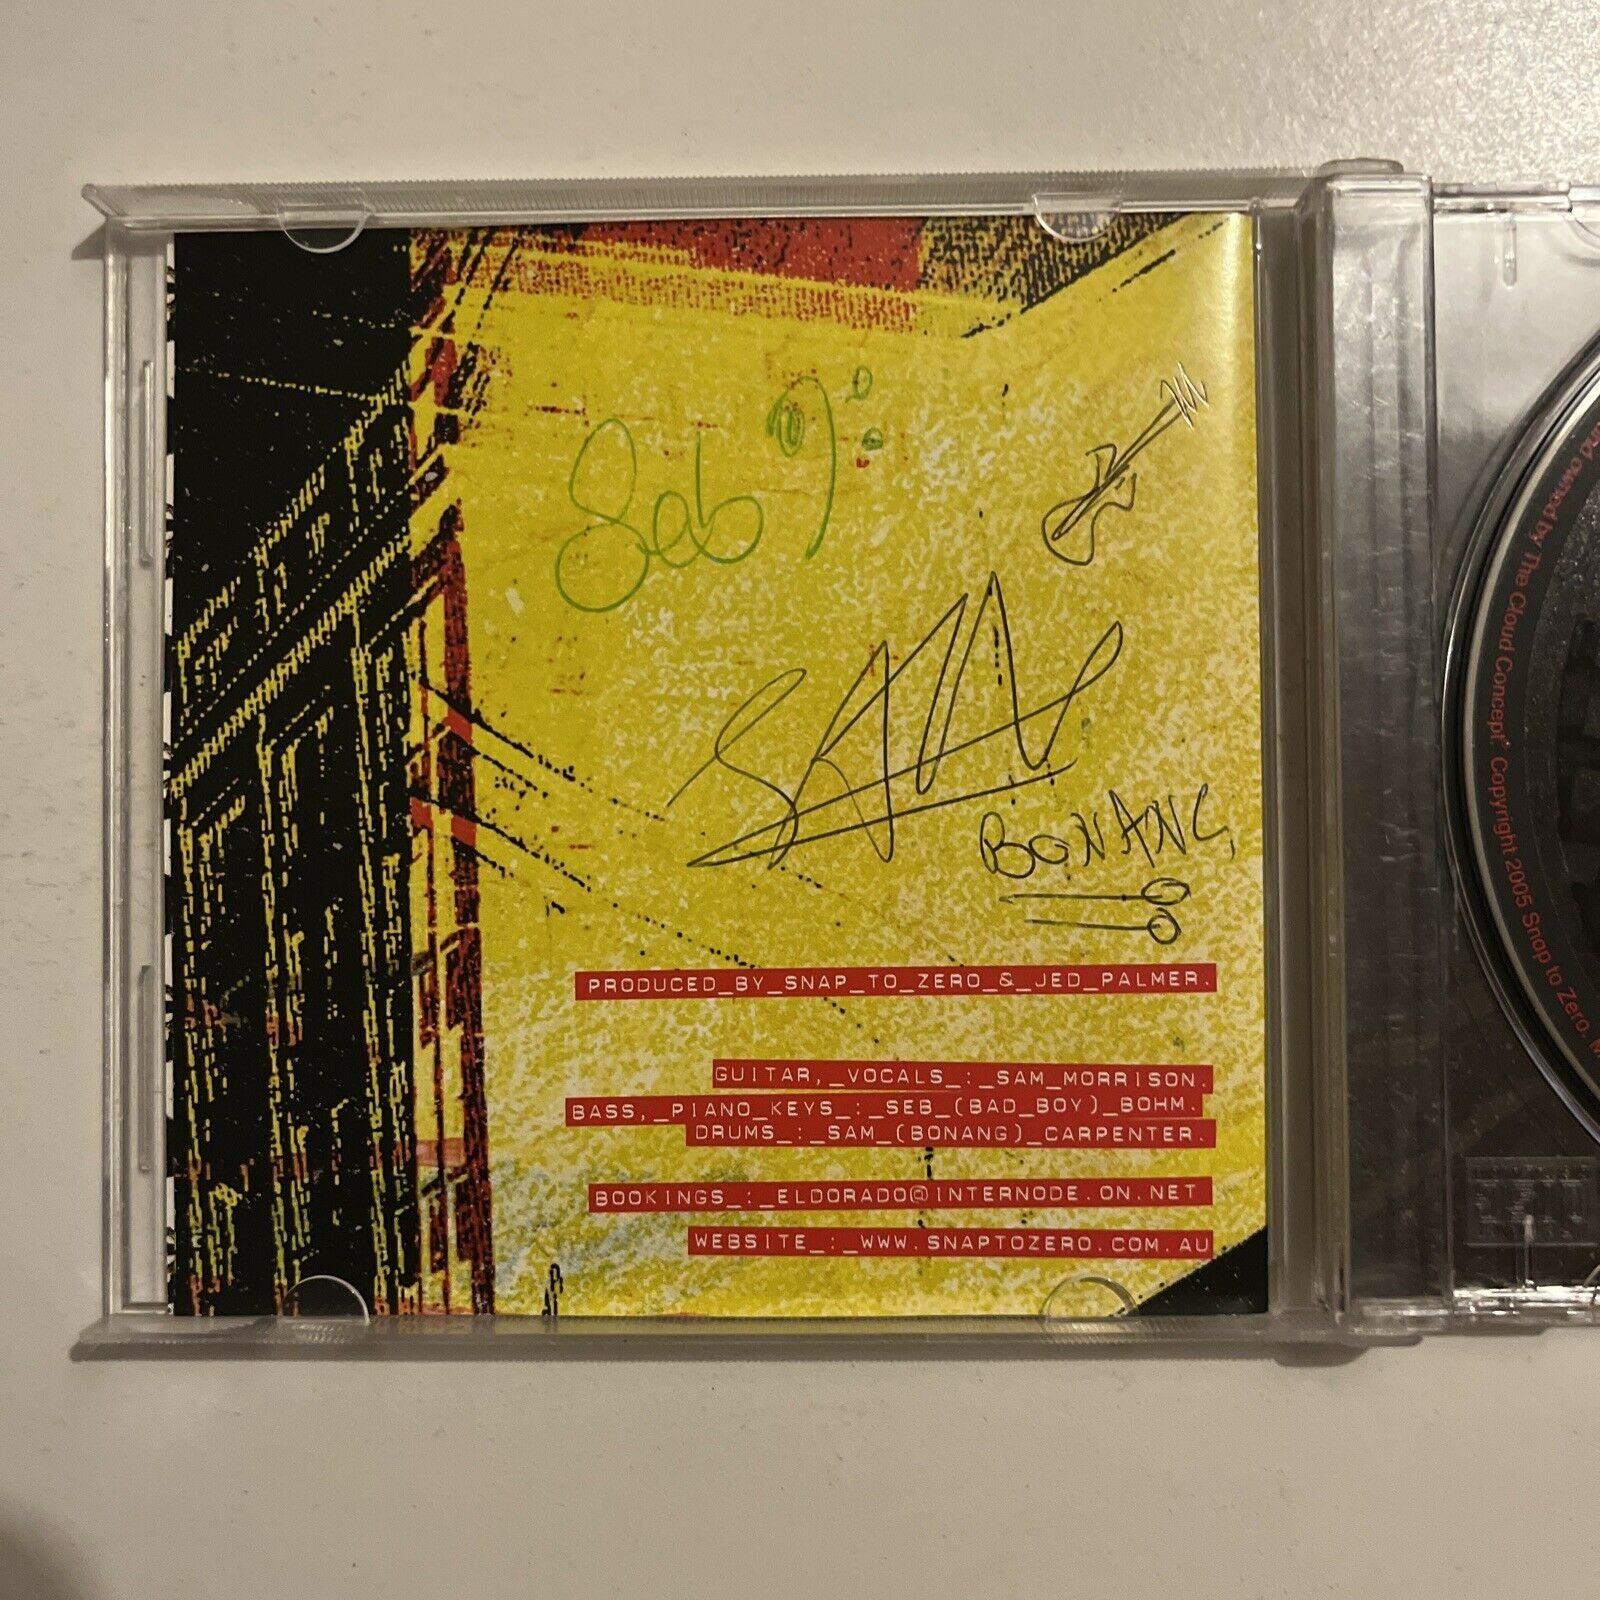 Seb
SAM
BONANG
PRODUCED_BY_SNAP_TO_ZERO_&_JED_PALMER.
GUITAR,_VOCALS_:_SAM_MORRISON.
BASS,_PIANO_KEYS_:_SEB_(BAD_BOY)_BOHM.
DRUMS_:_SAM_(BONANG)_CARPENTER.
BOOKINGS_:_ELDORADO@INTERNODE.ON.NET
WEBSITE_:_WWW.SNAPTOZERO.COM.AU
and owned by The Cloud Concept. Copyright 2005 Snap to Zero.